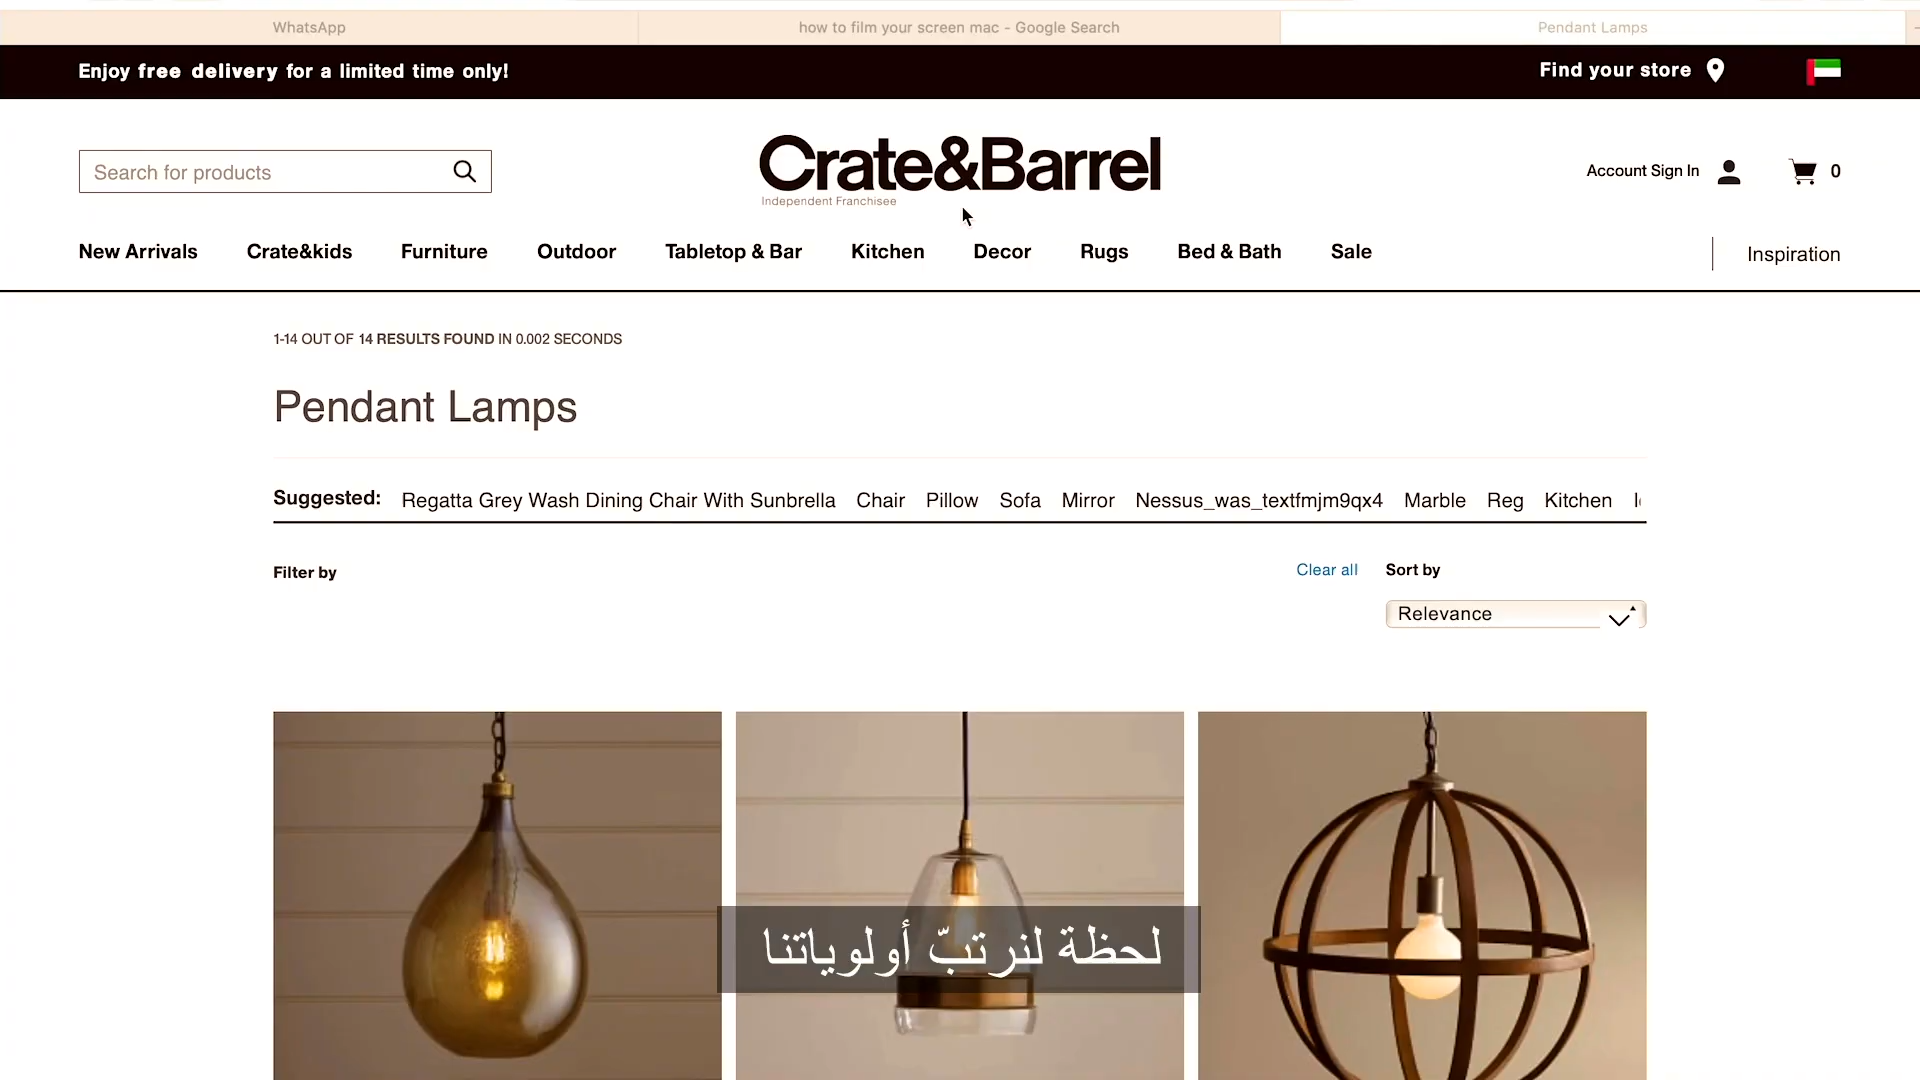 WhatsApp
how to film your screen mac - Google Search
Pendant Lamps
Enjoy free delivery for a limited time only!
Find your store
Search for products
Crate&Barrel
Independent Franchisee
Account Sign In
0
New Arrivals Crate&kids Furniture Outdoor Tabletop & Bar Kitchen Decor Rugs Bed & Bath Sale Inspiration
1-14 OUT OF 14 RESULTS FOUND IN 0.002 SECONDS
Pendant Lamps
Suggested: Regatta Grey Wash Dining Chair With Sunbrella Chair Pillow Sofa Mirror Nessus_was_textfmjm9qx4 Marble Reg Kitchen
Filter by
Clear all
Sort by
Relevance
لحظة لنرتبّ أولوياتنا